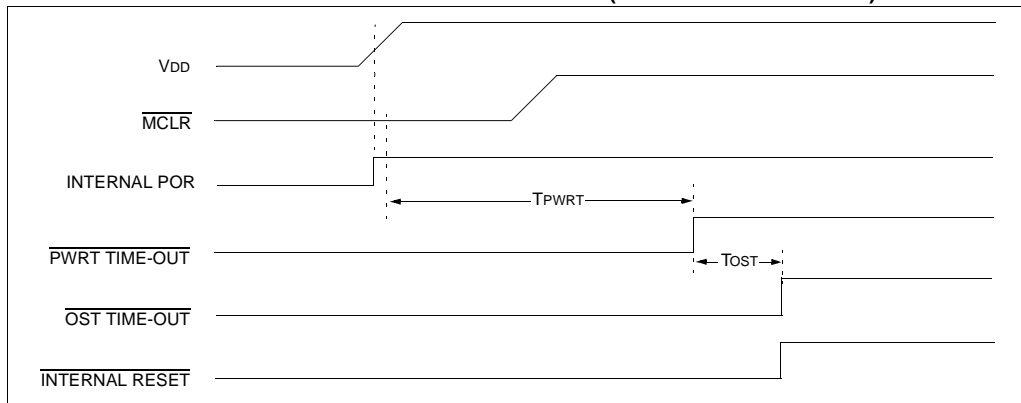 VDD
MCLR
INTERNAL POR
TPWRT
PWRT TIME-OUT
TOST
OST TIME-OUT
INTERNAL RESET